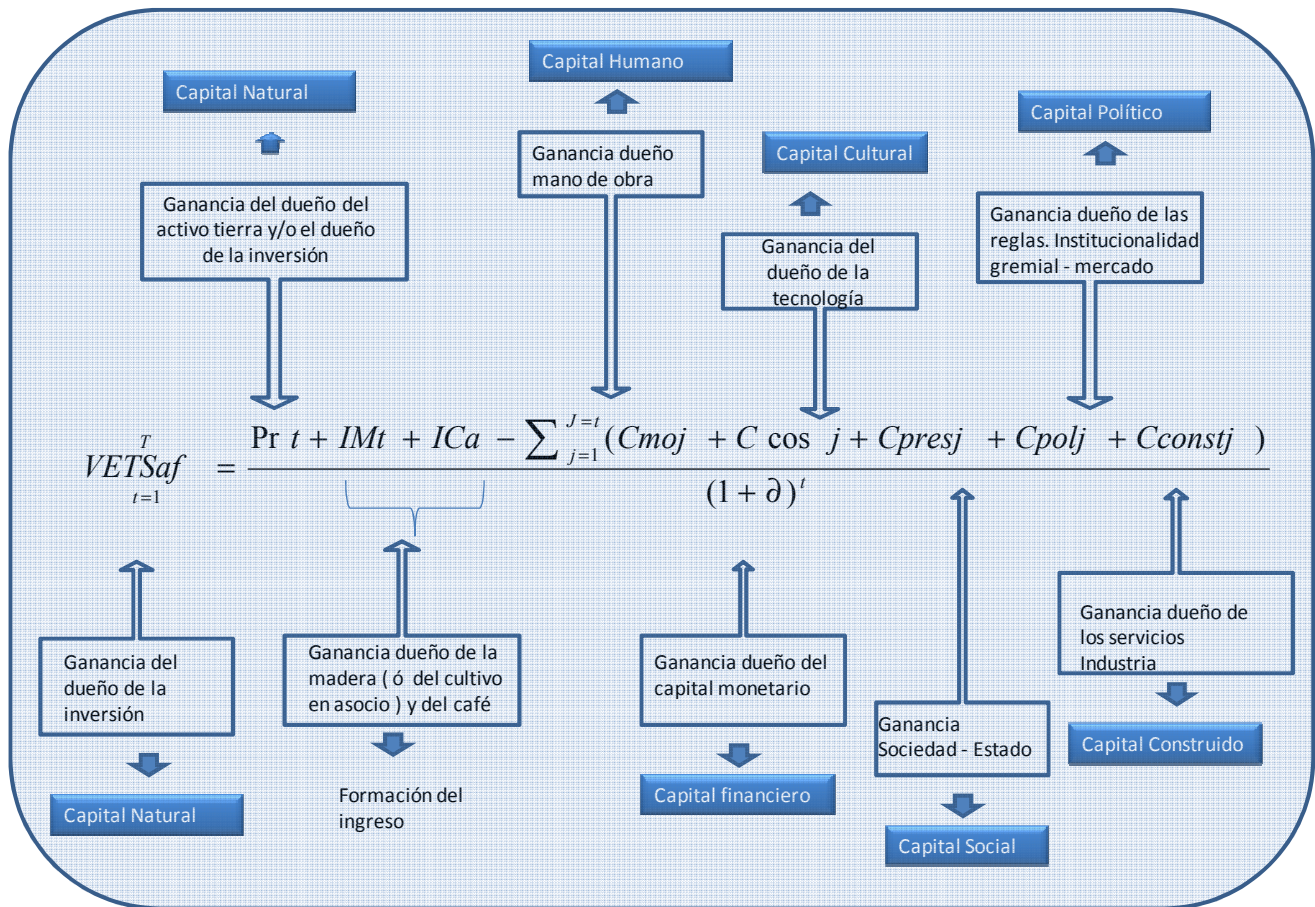 Capital Humano
Capital Natural
Capital Político
Capital Cultural
Ganancia dueño
mano de obra
Ganancia del dueño del
activo tierra y/o el dueño
de la inversión
Ganancia del
dueño de la
tecnología
Ganancia dueño de las
reglas. Institucionalidad
gremial - mercado
T
VETSaf
t=1
= Pr t + IMt + ICa - ∑ J=t j=1 (Cmoj + C cos j + Cpresj + Cpolj + Cconstj )
(1 + ∂)^t
Ganancia del
dueño de la
inversión
Capital Natural
Ganancia dueño de la
madera ( ó del cultivo
en asocio ) y del café
Formación del
ingreso
Ganancia dueño del
capital monetario
Capital financiero
Ganancia
Sociedad - Estado
Capital Social
Ganancia dueño de
los servicios
Industria
Capital Construido